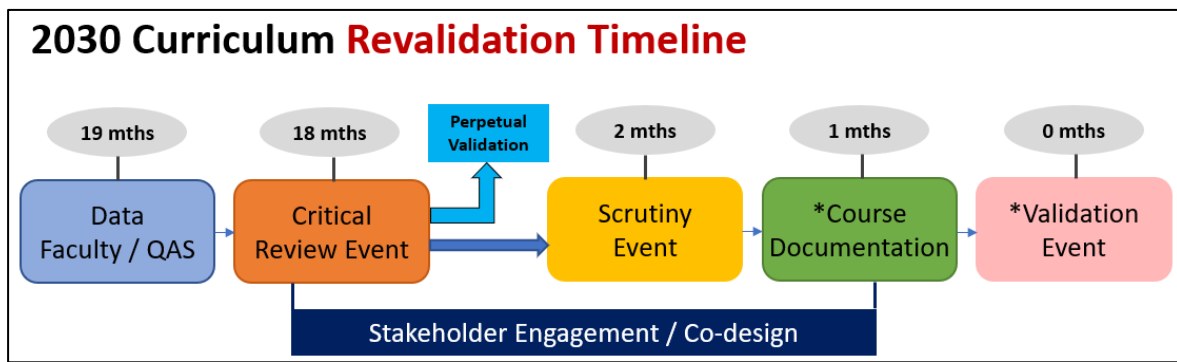 2030 Curriculum Revalidation Timeline
19 mths
18 mths
Perpetual
Validation
2 mths
1 mths
0 mths
Data
Faculty / QAS
Critical
Review Event
Scrutiny
Event
*Course
Documentation
*Validation
Event
Stakeholder Engagement / Co-design